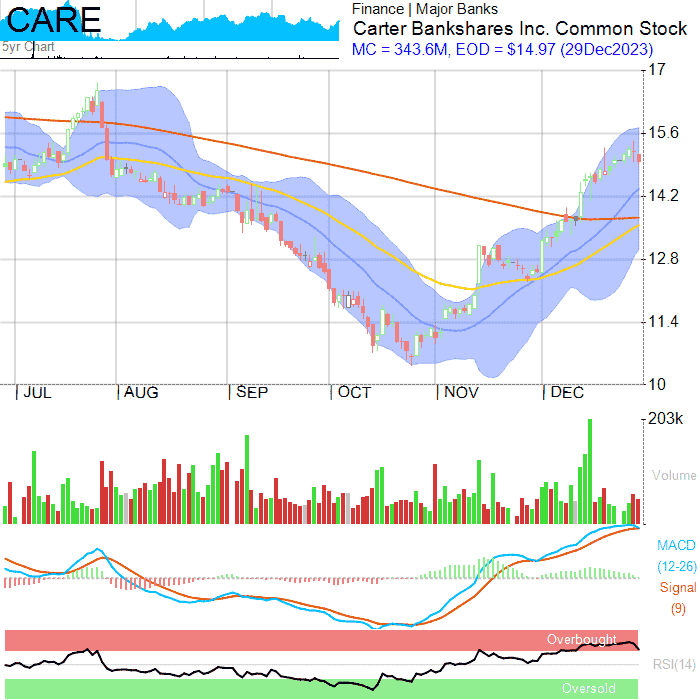 CARE
Finance | Major Banks
Carter Bankshares Inc. Common Stock
MC = 343.6M, EOD = $14.97 (29Dec2023)
5yr Chart
17
15.6
14.2
12.8
11.4
10
JUL AUG SEP OCT NOV DEC
203k
Volume
MACD
(12-26)
Signal
(9)
Overbought
RSI(14)
Oversold